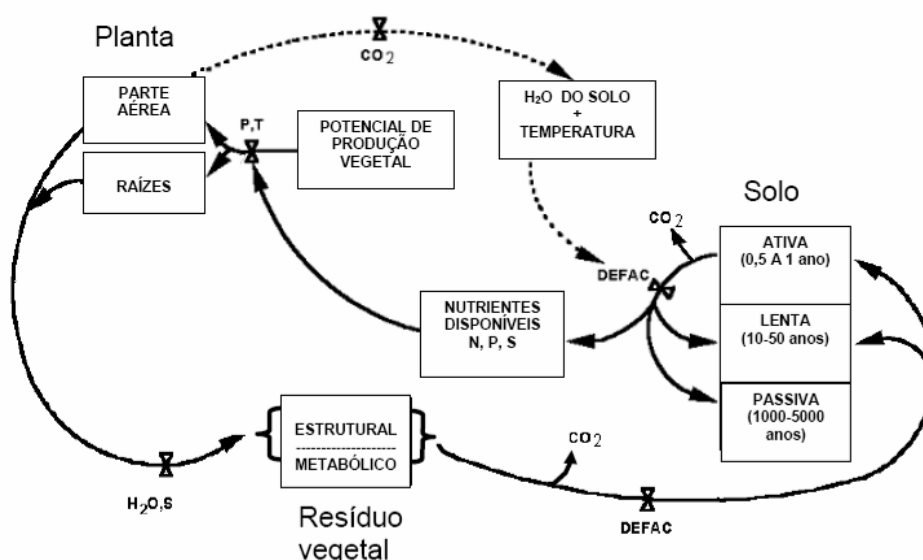 Planta
CO2
PARTE
AÉREA
P,T
POTENCIAL DE
PRODUÇÃO
VEGETAL
H2O DO SOLO
+
TEMPERATURA
RAÍZES
Solo
CO2
ATIVA
(0,5 A 1 ano)
DEFAC
NUTRIENTES
DISPONÍVEIS
N, P, S
LENTA
(10-50 anos)
PASSIVA
(1000-5000
anos)
ESTRUTURAL
METABÓLICO
CO2
H2O,S
Resíduo
vegetal
DEFAC